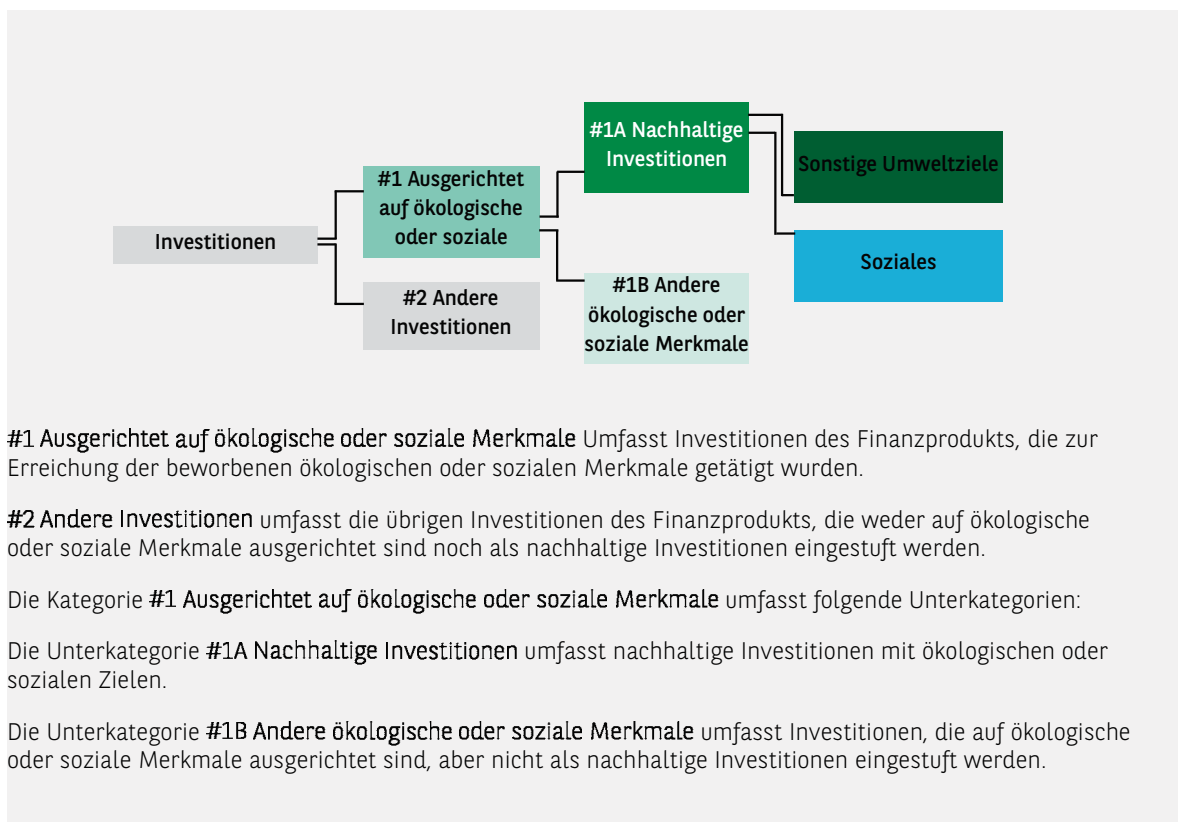 #1A Nachhaltige
Investitionen
Sonstige Umweltziele
#1 Ausgerichtet
auf ökologische
oder soziale
Investitionen
Soziales
#2 Andere
Investitionen
#1B Andere
ökologische oder
soziale Merkmale
#1 Ausgerichtet auf ökologische oder soziale Merkmale Umfasst Investitionen des Finanzprodukts, die zur
Erreichung der beworbenen ökologischen oder sozialen Merkmale getätigt wurden.
#2 Andere Investitionen umfasst die übrigen Investitionen des Finanzprodukts, die weder auf ökologische
oder soziale Merkmale ausgerichtet sind noch als nachhaltige Investitionen eingestuft werden.
Die Kategorie #1 Ausgerichtet auf ökologische oder soziale Merkmale umfasst folgende Unterkategorien:
Die Unterkategorie #1A Nachhaltige Investitionen umfasst nachhaltige Investitionen mit ökologischen oder
sozialen Zielen.
Die Unterkategorie #1B Andere ökologische oder soziale Merkmale umfasst Investitionen, die auf ökologische
oder soziale Merkmale ausgerichtet sind, aber nicht als nachhaltige Investitionen eingestuft werden.